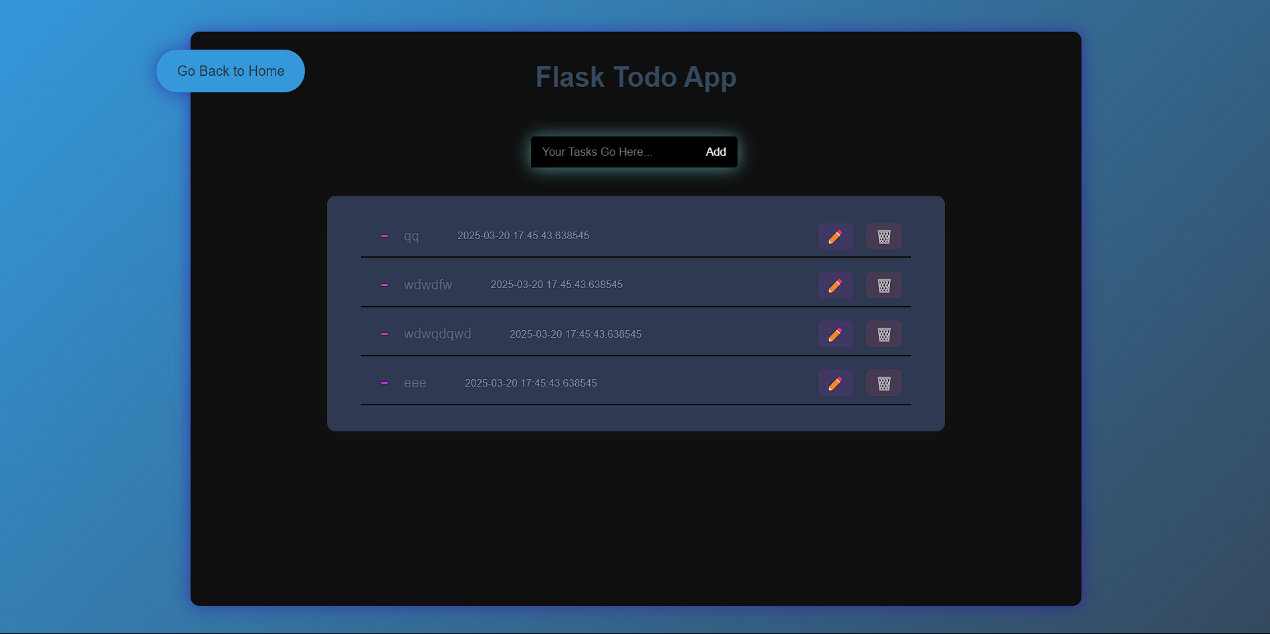 Go Back to Home
Flask Todo App
Your Tasks Go Here... Add
- qq 2025-03-20 17:45:43.638545
- wdwdfw 2025-03-20 17:45:43.638545
- wdwqdqwd 2025-03-20 17:45:43.638545
- eee 2025-03-20 17:45:43.638545